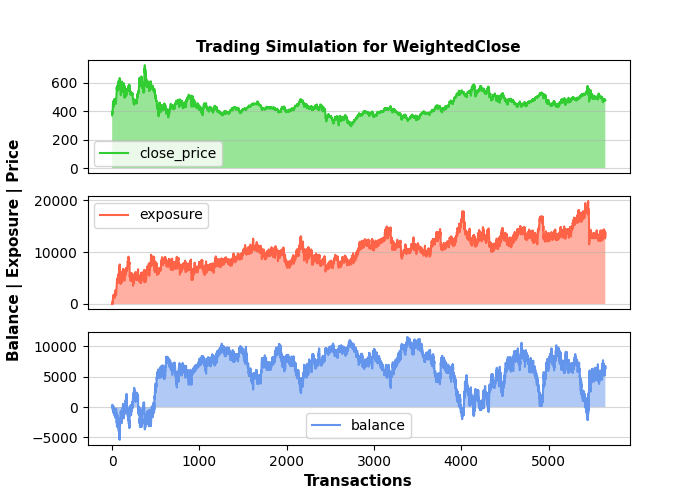 Trading Simulation for WeightedClose
Balance | Exposure | Price
600
400
200
0
close_price
20000
10000
0
exposure
10000
5000
0
−5000
balance
0 1000 2000 3000 4000 5000
Transactions